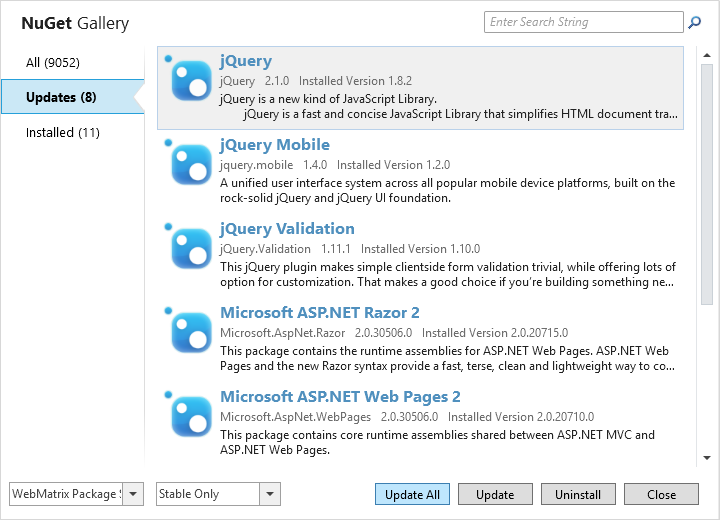 NuGet Gallery
Enter Search String
All (9052)
Updates (8)
Installed (11)
jQuery
jQuery 2.1.0 Installed Version 1.8.2
jQuery is a new kind of JavaScript Library.
jQuery is a fast and concise JavaScript Library that simplifies HTML document tra...
jQuery Mobile
jquery.mobile 1.4.0 Installed Version 1.2.0
A unified user interface system across all popular mobile device platforms, built on the
rock-solid jQuery and jQuery UI foundation.
jQuery Validation
jQuery.Validation 1.11.1 Installed Version 1.10.0
This jQuery plugin makes simple clientside form validation trivial, while offering lots of
option for customization. That makes a good choice if you’re building something ne...
Microsoft ASP.NET Razor 2
Microsoft.AspNet.Razor 2.0.30506.0 Installed Version 2.0.20715.0
This package contains the runtime assemblies for ASP.NET Web Pages. ASP.NET Web
Pages and the new Razor syntax provide a fast, terse, clean and lightweight way to co...
Microsoft ASP.NET Web Pages 2
Microsoft.AspNet.WebPages 2.0.30506.0 Installed Version 2.0.20710.0
This package contains core runtime assemblies shared between ASP.NET MVC and
ASP.NET Web Pages.
WebMatrix Package
Stable Only
Update All
Update
Uninstall
Close